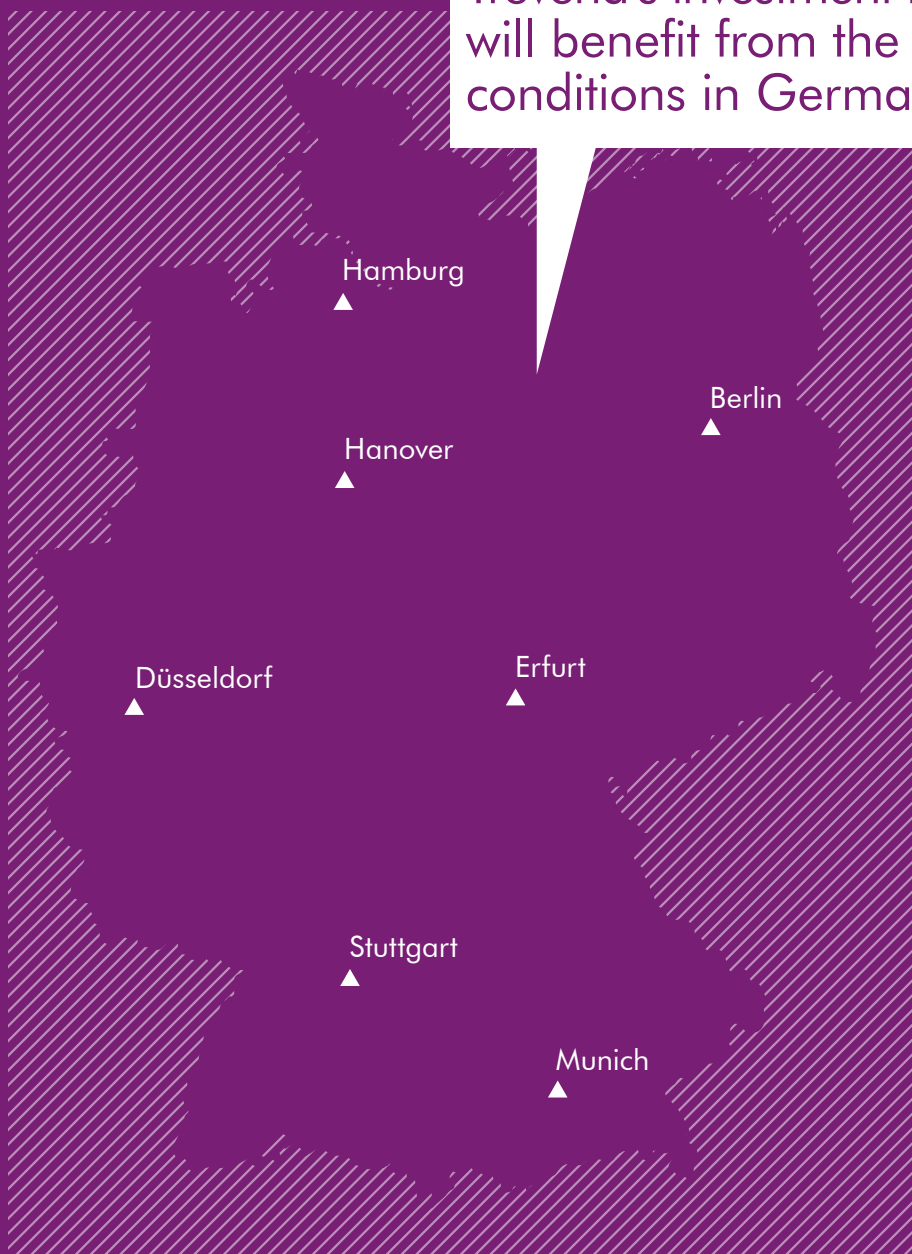 will benefit from the
conditions in Germa
Hamburg
Berlin
Hanover
Erfurt
Düsseldorf
Stuttgart
Munich